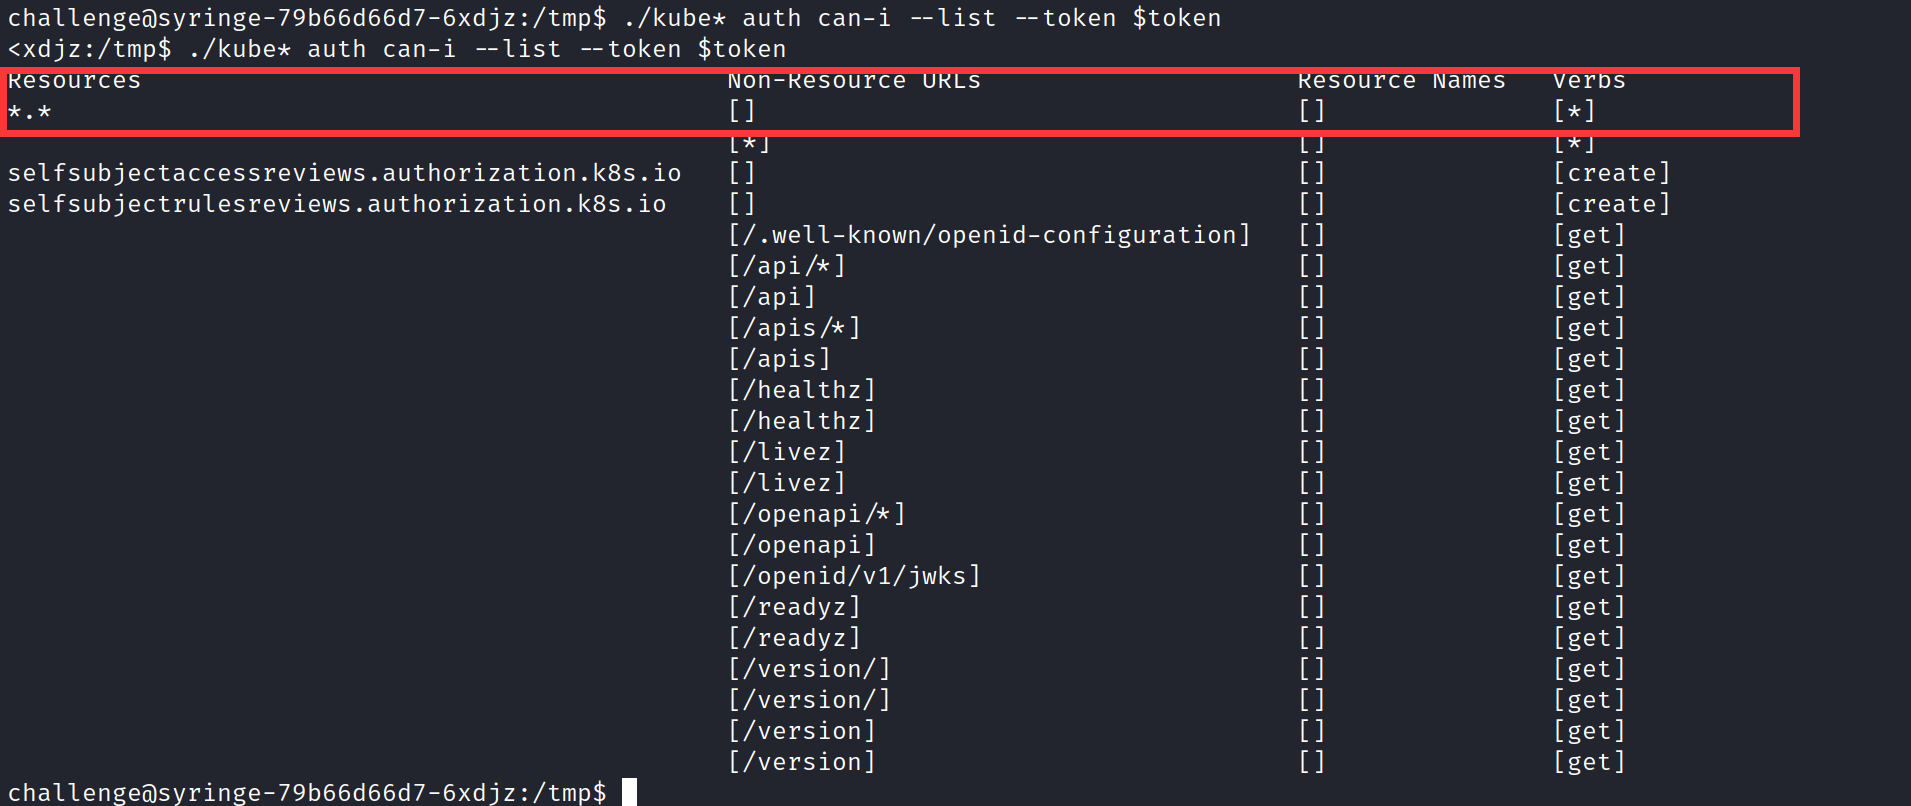 challenge@syringe-79b66d66d7-6xdjz:/tmp$ ./kube* auth can-i --list --token $token
<xdjz:/tmp$ ./kube* auth can-i --list --token $token
Resources Non-Resource URLs Resource Names Verbs
*.* [] [] [*]
[*] [] [*]
selfsubjectaccessreviews.authorization.k8s.io [] [] [create]
selfsubjectrulesreviews.authorization.k8s.io [] [] [create]
[/.well-known/openid-configuration] [] [get]
[/api/*] [] [get]
[/api] [] [get]
[/apis/*] [] [get]
[/apis] [] [get]
[/healthz] [] [get]
[/healthz] [] [get]
[/livez] [] [get]
[/livez] [] [get]
[/openapi/*] [] [get]
[/openapi] [] [get]
[/openid/v1/jwks] [] [get]
[/readyz] [] [get]
[/readyz] [] [get]
[/version/] [] [get]
[/version/] [] [get]
[/version] [] [get]
[/version] [] [get]
challenge@syringe-79b66d66d7-6xdjz:/tmp$